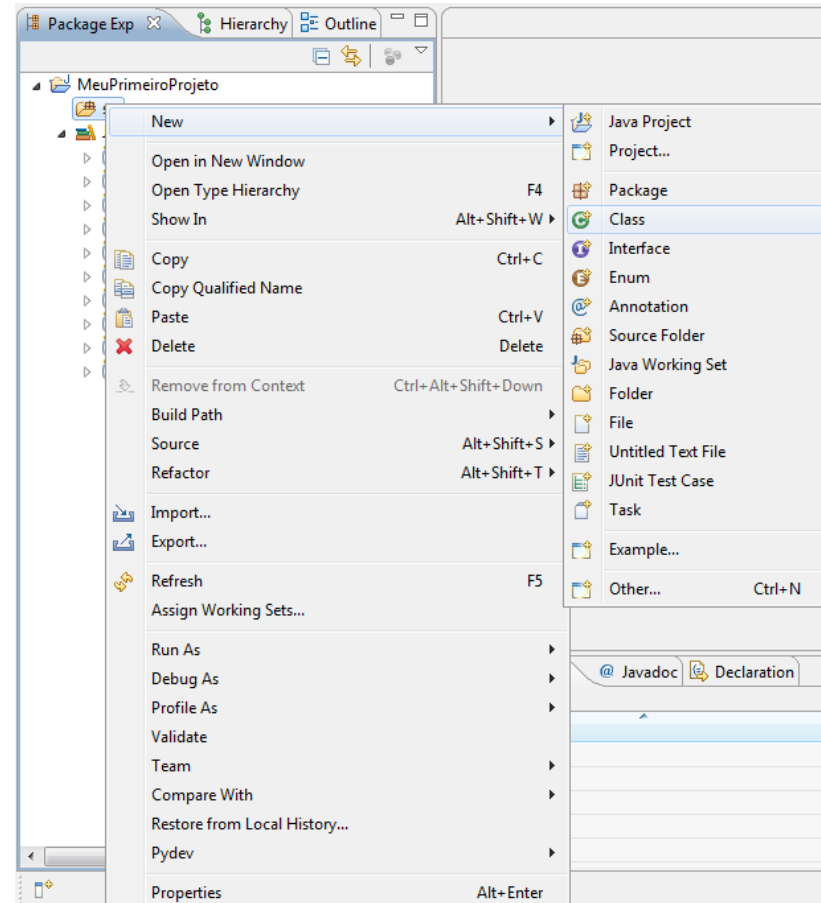 Package Exp Hierarchy Outline
MeuPrimeiroProjeto
New
Open in New Window
Open Type Hierarchy F4
Show In Alt+Shift+W
Copy Ctrl+C
Copy Qualified Name
Paste Ctrl+V
Delete Delete
Remove from Context Ctrl+Alt+Shift+Down
Build Path
Source Alt+Shift+S
Refactor Alt+Shift+T
Import...
Export...
Refresh F5
Assign Working Sets...
Run As
Debug As
Profile As
Validate
Team
Compare With
Restore from Local History...
Pydev
Properties Alt+Enter
Java Project
Project...
Package
Class
Interface
Enum
Annotation
Source Folder
Java Working Set
Folder
File
Untitled Text File
JUnit Test Case
Task
Example...
Other... Ctrl+N
@ Javadoc Declaration